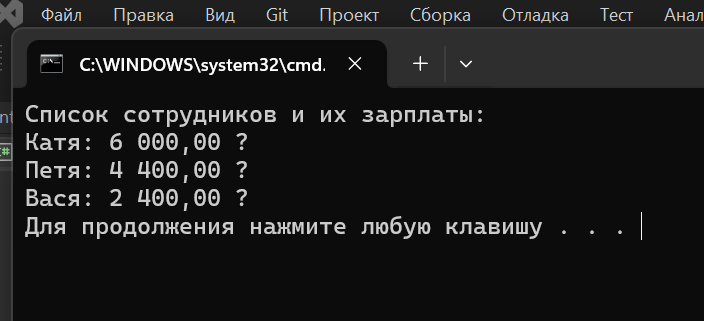 Файл Правка Вид Git Проект Сборка Отладка Тест Анал
C:\WINDOWS\system32\cmd.
Список сотрудников и их зарплаты:
Катя: 6 000,00 ?
Петя: 4 400,00 ?
Вася: 2 400,00 ?
Для продолжения нажмите любую клавишу . . .